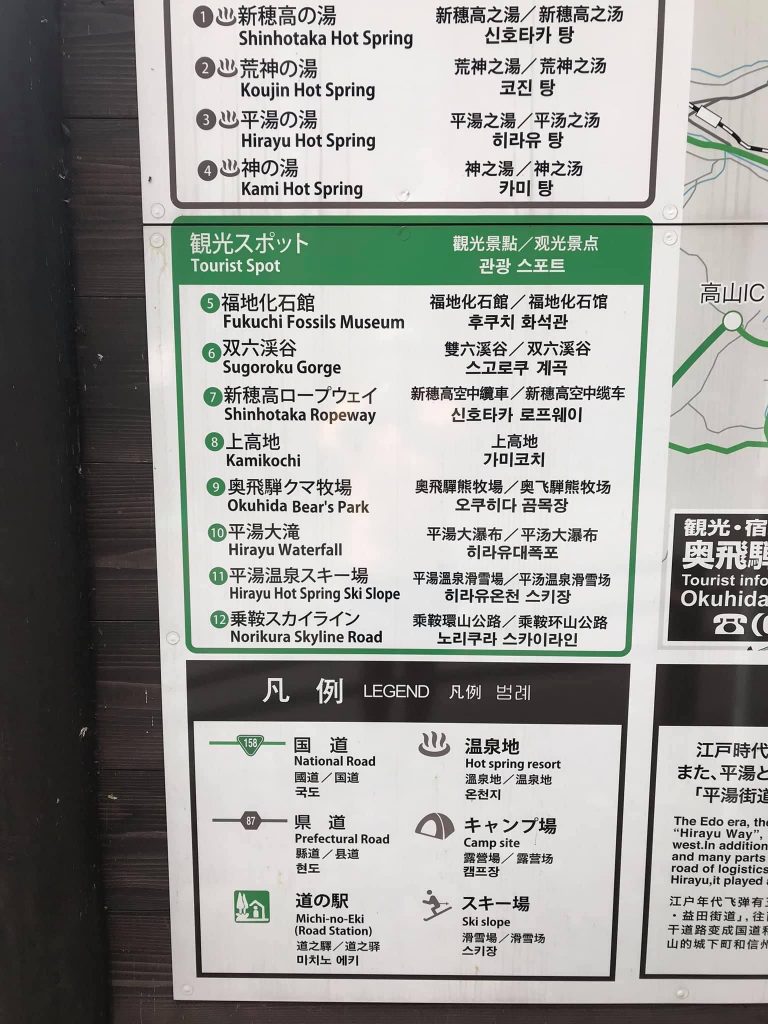 1 ♨新穂高の湯 新穂高之湯／新穂高之汤
Shinhotaka Hot Spring 신호타카 탕
2 ♨荒神の湯 荒神之湯／荒神之汤
Koujin Hot Spring 코진 탕
3 ♨平湯の湯 平湯之湯／平汤之汤
Hirayu Hot Spring 히라유 탕
4 ♨神の湯 神之湯／神之汤
Kami Hot Spring 카미 탕
観光スポット 觀光景點／观光景点
Tourist Spot 관광 스포트
5 福地化石館 福地化石館／福地化石馆
Fukuchi Fossils Museum 후쿠치 화석관
6 双六渓谷 雙六溪谷／双六溪谷
Sugoroku Gorge 스고로쿠 계곡
7 新穂高ロープウェイ 新穂高空中纜車／新穂高空中缆车
Shinhotaka Ropeway 신호타카 로프웨이
8 上高地 上高地
Kamikochi 가미코치
9 奥飛騨クマ牧場 奥飛驒熊牧場／奥飞騨熊牧场
Okuhida Bear's Park 오쿠히다 곰목장
10 平湯大滝 平湯大瀑布／平汤大瀑布
Hirayu Waterfall 히라유대폭포
11 平湯温泉スキー場 平湯溫泉滑雪場／平汤温泉滑雪场
Hirayu Hot Spring Ski Slope 히라유온천 스키장
12 乗鞍スカイライン 乘鞍環山公路／乘鞍环山公路
Norikura Skyline Road 노리쿠라 스카이라인
凡 例 LEGEND 凡例 범례
158 国 道
National Road
國道／国道
국도
87 県 道
Prefectural Road
縣道／县道
현도
道の駅
Michi-no-Eki
(Road Station)
道之驛／道之驿
미치노 에키
温泉地
Hot spring resort
溫泉地／温泉地
온천지
キャンプ場
Camp site
露營場／露营场
캠프장
スキー場
Ski slope
滑雪場／滑雪场
스키장
高山IC
観光・宿
奥飛騨
Tourist info
Okuhida
☎(0
江戸時代
また、平湯と
「平湯街道
The Edo era, the
"Hirayu Way",
west.In addition
and many parts
road of logistics
Hirayu,it played a
江户年代飞弹有五
・益田街道」,往
干道路变成国道和
山的城下町和信州